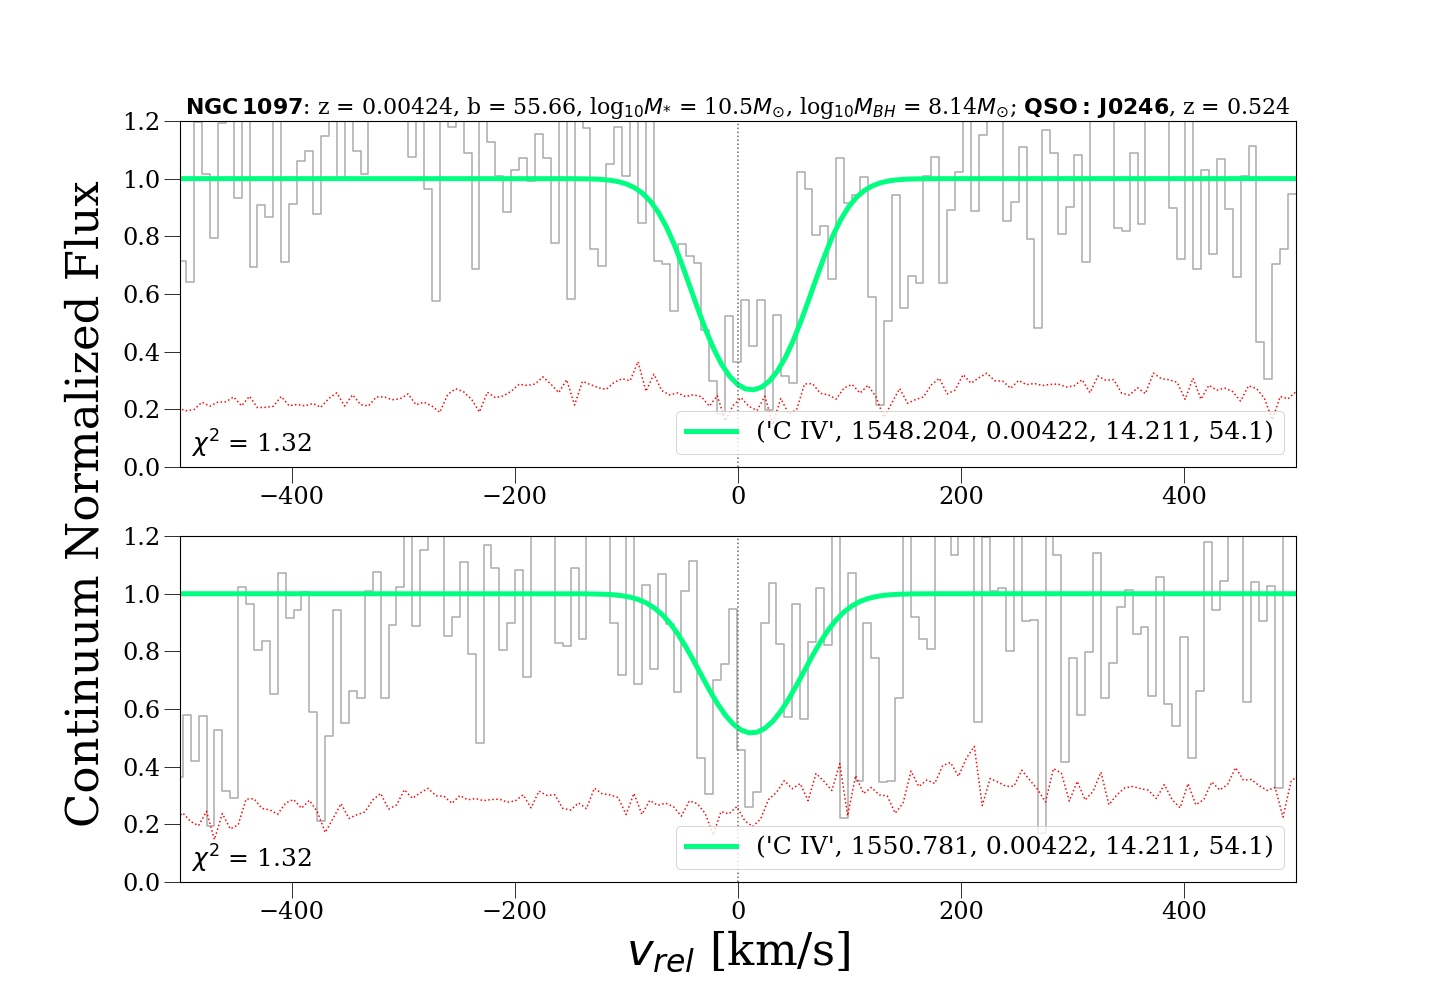 NGC 1097: z = 0.00424, b = 55.66, log₁₀M* = 10.5M⊙, log₁₀M_BH = 8.14M⊙; QSO: J0246, z = 0.524
Continuum Normalized Flux
1.2
1.0
0.8
0.6
0.4
0.2
0.0
χ² = 1.32
('C IV', 1548.204, 0.00422, 14.211, 54.1)
−400 −200 0 200 400
1.2
1.0
0.8
0.6
0.4
0.2
0.0
χ² = 1.32
('C IV', 1550.781, 0.00422, 14.211, 54.1)
−400 −200 0 200 400
v_rel [km/s]